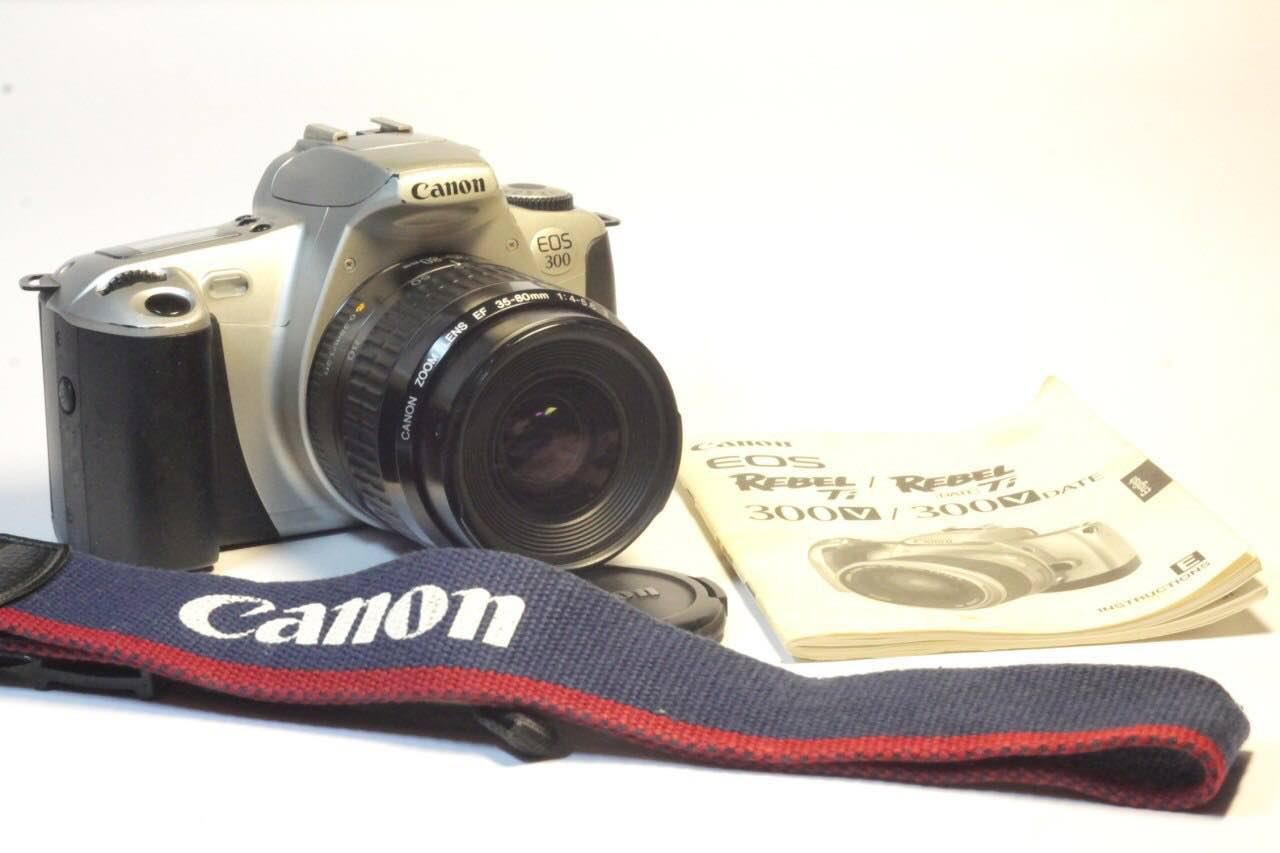 Canon
EOS
300
CANON ZOOM LENS EF 35-80mm 1:4-5.6
Canon
Canon
EOS
REBEL Ti / REBEL Ti
DATE
300V / 300V DATE
Canon
E
INSTRUCTIONS